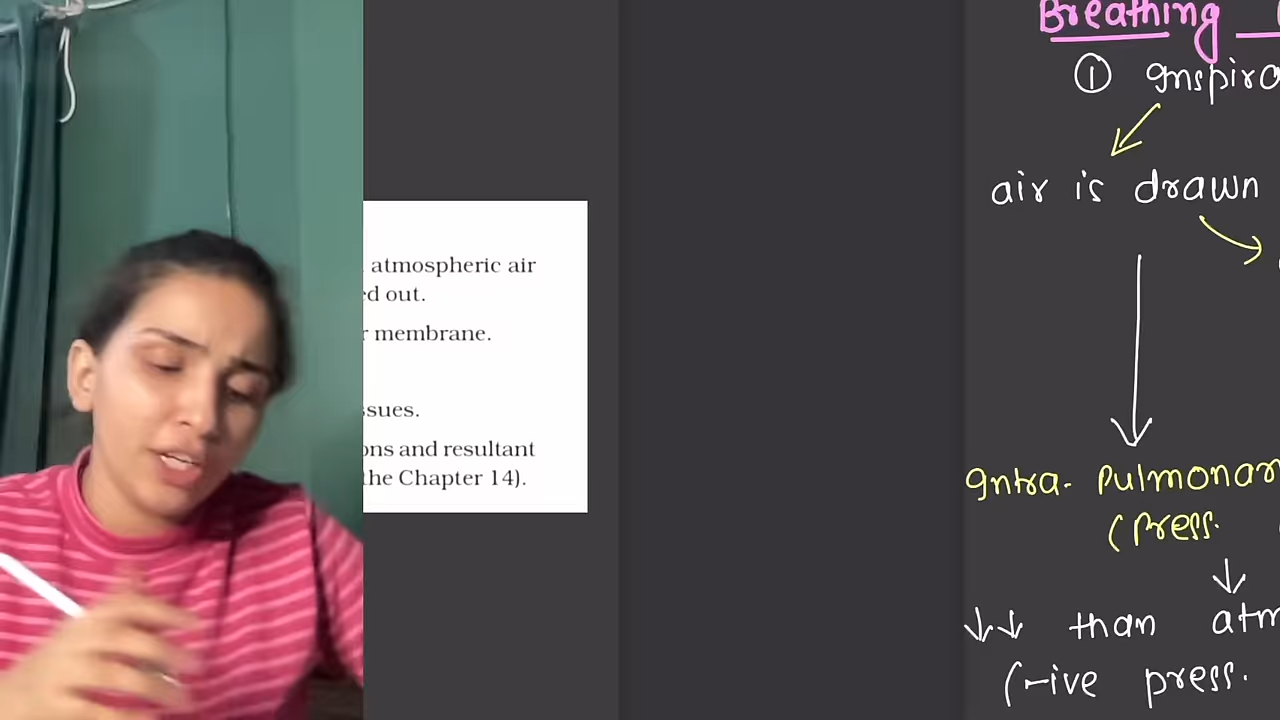 atmospheric air
ed out.
r membrane.
ssues.
ons and resultant
the Chapter 14).
Breathing
① Inspira
air is drawn
Intra- Pulmonar
(Press.
↓
↓↓ than atm
(-ive press.